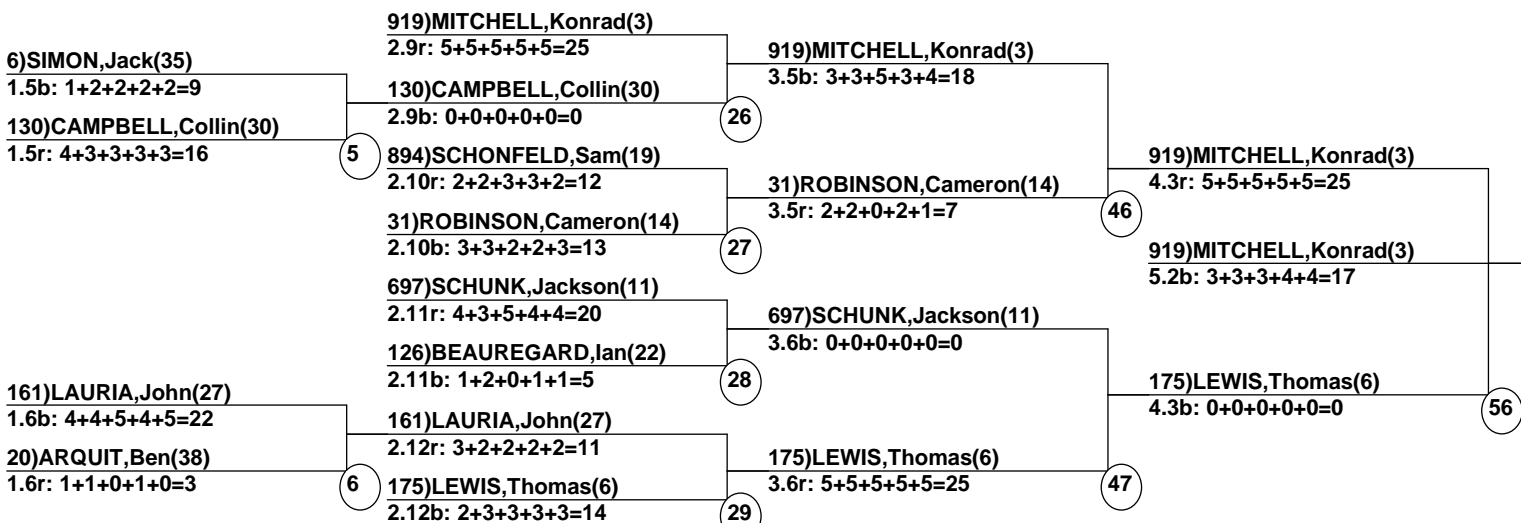 6)SIMON,Jack(35)
1.5b: 1+2+2+2+2=9
130)CAMPBELL,Collin(30)
1.5r: 4+3+3+3+3=16
5
161)LAURIA,John(27)
1.6b: 4+4+5+4+5=22
20)ARQUIT,Ben(38)
1.6r: 1+1+0+1+0=3
6
919)MITCHELL,Konrad(3)
2.9r: 5+5+5+5+5=25
130)CAMPBELL,Collin(30)
2.9b: 0+0+0+0+0=0
26
894)SCHONFELD,Sam(19)
2.10r: 2+2+3+3+2=12
31)ROBINSON,Cameron(14)
2.10b: 3+3+2+2+3=13
27
697)SCHUNK,Jackson(11)
2.11r: 4+3+5+4+4=20
126)BEAUREGARD,Ian(22)
2.11b: 1+2+0+1+1=5
28
161)LAURIA,John(27)
2.12r: 3+2+2+2+2=11
175)LEWIS,Thomas(6)
2.12b: 2+3+3+3+3=14
29
919)MITCHELL,Konrad(3)
3.5b: 3+3+5+3+4=18
31)ROBINSON,Cameron(14)
3.5r: 2+2+0+2+1=7
46
697)SCHUNK,Jackson(11)
3.6b: 0+0+0+0+0=0
175)LEWIS,Thomas(6)
3.6r: 5+5+5+5+5=25
47
919)MITCHELL,Konrad(3)
4.3r: 5+5+5+5+5=25
919)MITCHELL,Konrad(3)
5.2b: 3+3+3+4+4=17
175)LEWIS,Thomas(6)
4.3b: 0+0+0+0+0=0
56